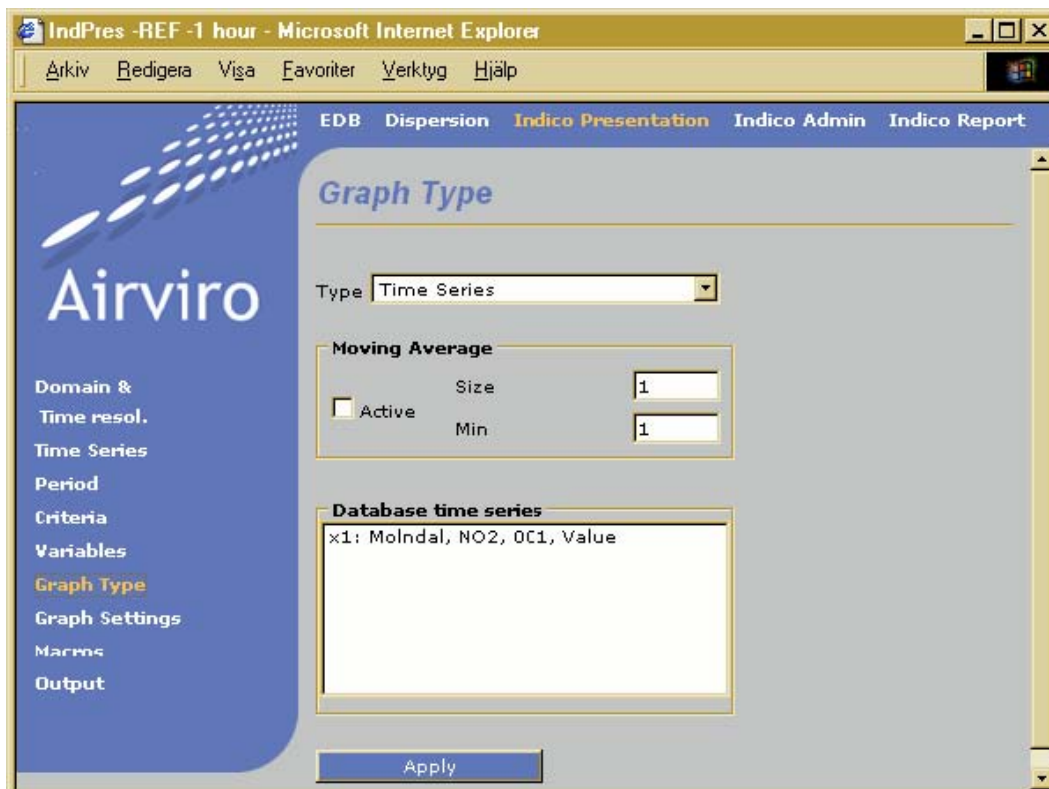 IndPres -REF -1 hour - Microsoft Internet Explorer
Arkiv Redigera Visa Favoriter Verktyg Hjälp
EDB Dispersion Indico Presentation Indico Admin Indico Report
Airviro
Domain &
Time resol.
Time Series
Period
Criteria
Variables
Graph Type
Graph Settings
Macros
Output
Graph Type
Type Time Series
Moving Average
Active
Size 1
Min 1
Database time series
x1: Molndal, NO2, 001, Value
Apply